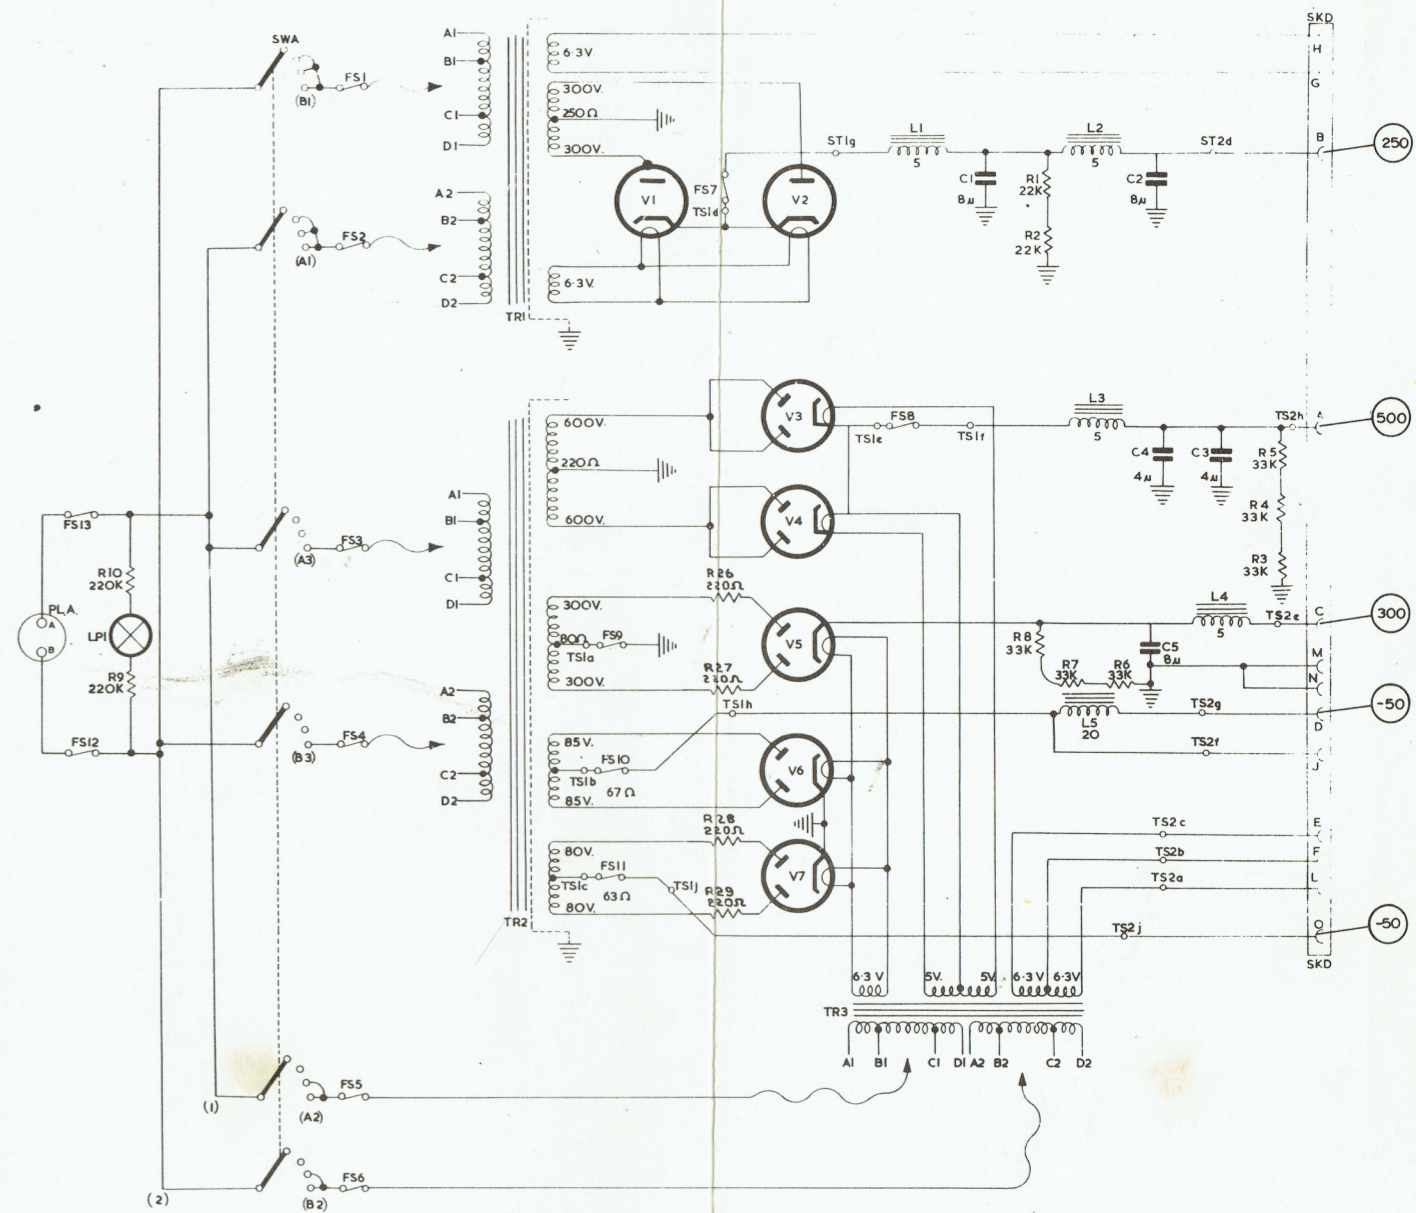 SKD
SWA
A1
B1
C1
D1
FS1
(B1)
6·3V
300V.
250Ω
300V.
H
G
B
250
ST1g
L1
5
L2
5
ST2d
C1
8μ
R1
22K
R2
22K
C2
8μ
V1
FS7
TS1d
V2
A2
B2
C2
D2
FS2
(A1)
6·3V.
TR1
600V.
220Ω
600V.
V3
TS1e
FS8
TS1f
L3
5
TS2h
A
500
C4
4μ
C3
4μ
R5
33K
R4
33K
R3
33K
V4
A1
B1
C1
D1
FS3
(A3)
FS13
R10
220K
PL.A.
A
B
LP1
R9
220K
FS12
R26
220Ω
300V.
80Ω
FS9
TS1a
300V.
R27
220Ω
V5
L4
5
TS2e
C
300
R8
33K
R7
33K
R6
33K
C5
8μ
M
N
A2
B2
C2
D2
FS4
(B3)
TS1h
L5
20
TS2g
D
-50
TS2f
J
85V.
FS10
TS1b
67Ω
85V.
V6
R28
220Ω
80V.
FS11
TS1c
63Ω
TS1j
80V.
R29
220Ω
V7
TS2c
E
TS2b
F
TS2a
L
TS2j
O
-50
SKD
TR2
6·3 V
5V.
5V.
6·3 V
6·3V
TR3
A1
B1
C1
D1
A2
B2
C2
D2
(1)
FS5
(A2)
(2)
FS6
(B2)